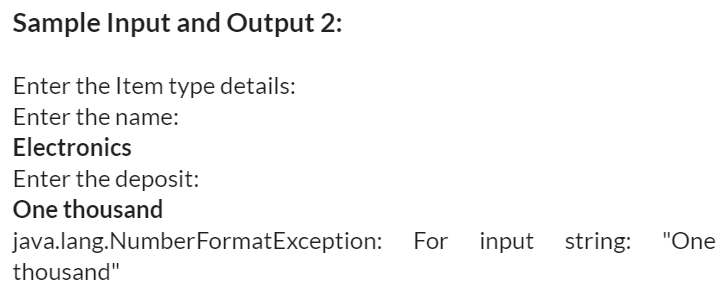 Sample Input and Output 2:
Enter the Item type details:
Enter the name:
Electronics
Enter the deposit:
One thousand
java.lang.NumberFormatException: For input string: "One
thousand"